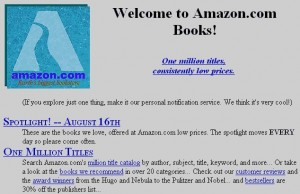 Welcome to Amazon.com
Books!
amazon.com
One million titles,
consistently low prices.
(If you explore just one thing, make it our personal notification service. We think it's very cool!)
SPOTLIGHT! -- AUGUST 16TH
These are the books we love, offered at Amazon.com low prices. The spotlight moves EVERY
day so please come often.
ONE MILLION TITLES
Search Amazon.com's million title catalog by author, subject, title, keyword, and more... Or take
a look at the books we recommend in over 20 categories... Check out our customer reviews and
the award winners from the Hugo and Nebula to the Pulitzer and Nobel... and bestsellers are
30% off the publishers list...